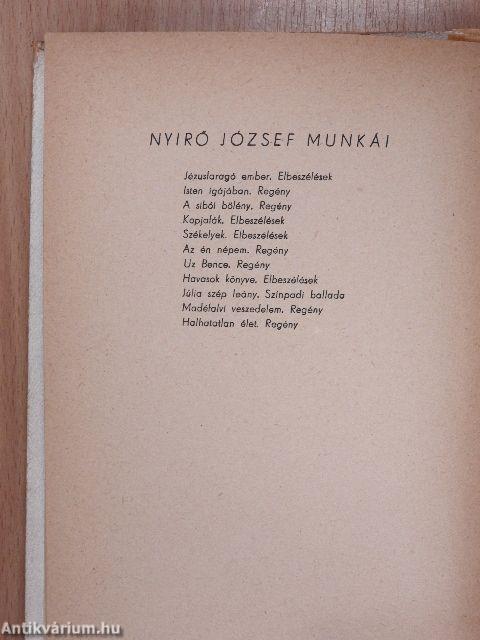 NYIRŐ JÓZSEF MUNKÁI
Jézusfaragó ember. Elbeszélések
Isten igájában. Regény
A sibói bölény. Regény
Kopjafák. Elbeszélések
Székelyek. Elbeszélések
Az én népem. Regény
Uz Bence. Regény
Havasok könyve. Elbeszélések
Júlia szép leány. Színpadi ballada
Madéfalvi veszedelem. Regény
Halhatatlan élet. Regény
Antikvárium.hu